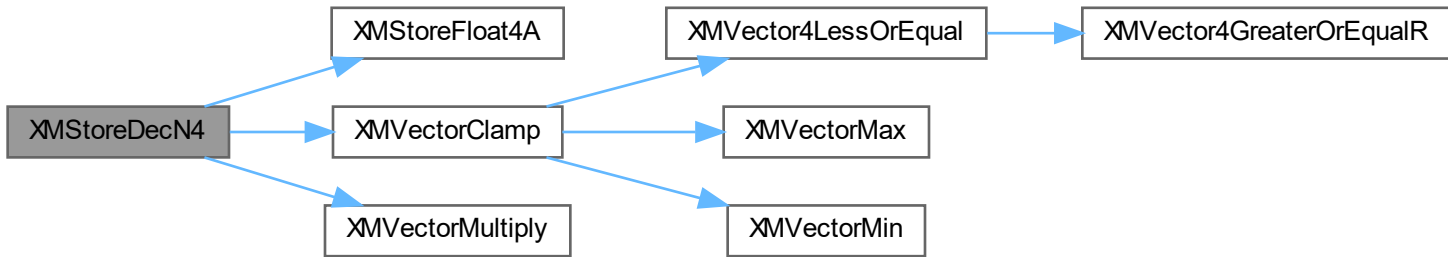 XMStoreFloat4A
XMVector4LessOrEqual
XMVector4GreaterOrEqualR
XMStoreDecN4
XMVectorClamp
XMVectorMax
XMVectorMultiply
XMVectorMin